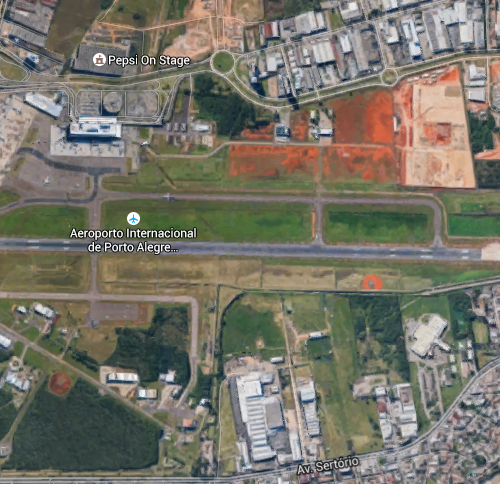 Pepsi On Stage
Aeroporto Internacional
de Porto Alegre...
Av. Sertório